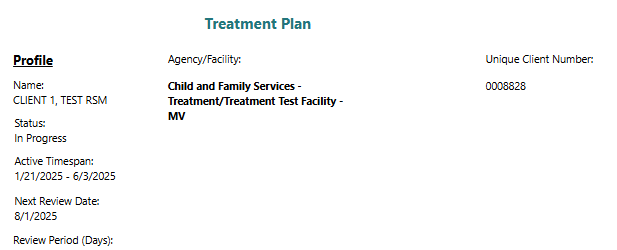 Treatment Plan
Profile
Agency/Facility:
Unique Client Number:
Name:
CLIENT 1, TEST RSM
Child and Family Services -
Treatment/Treatment Test Facility -
MV
0008828
Status:
In Progress
Active Timespan:
1/21/2025 - 6/3/2025
Next Review Date:
8/1/2025
Review Period (Days):